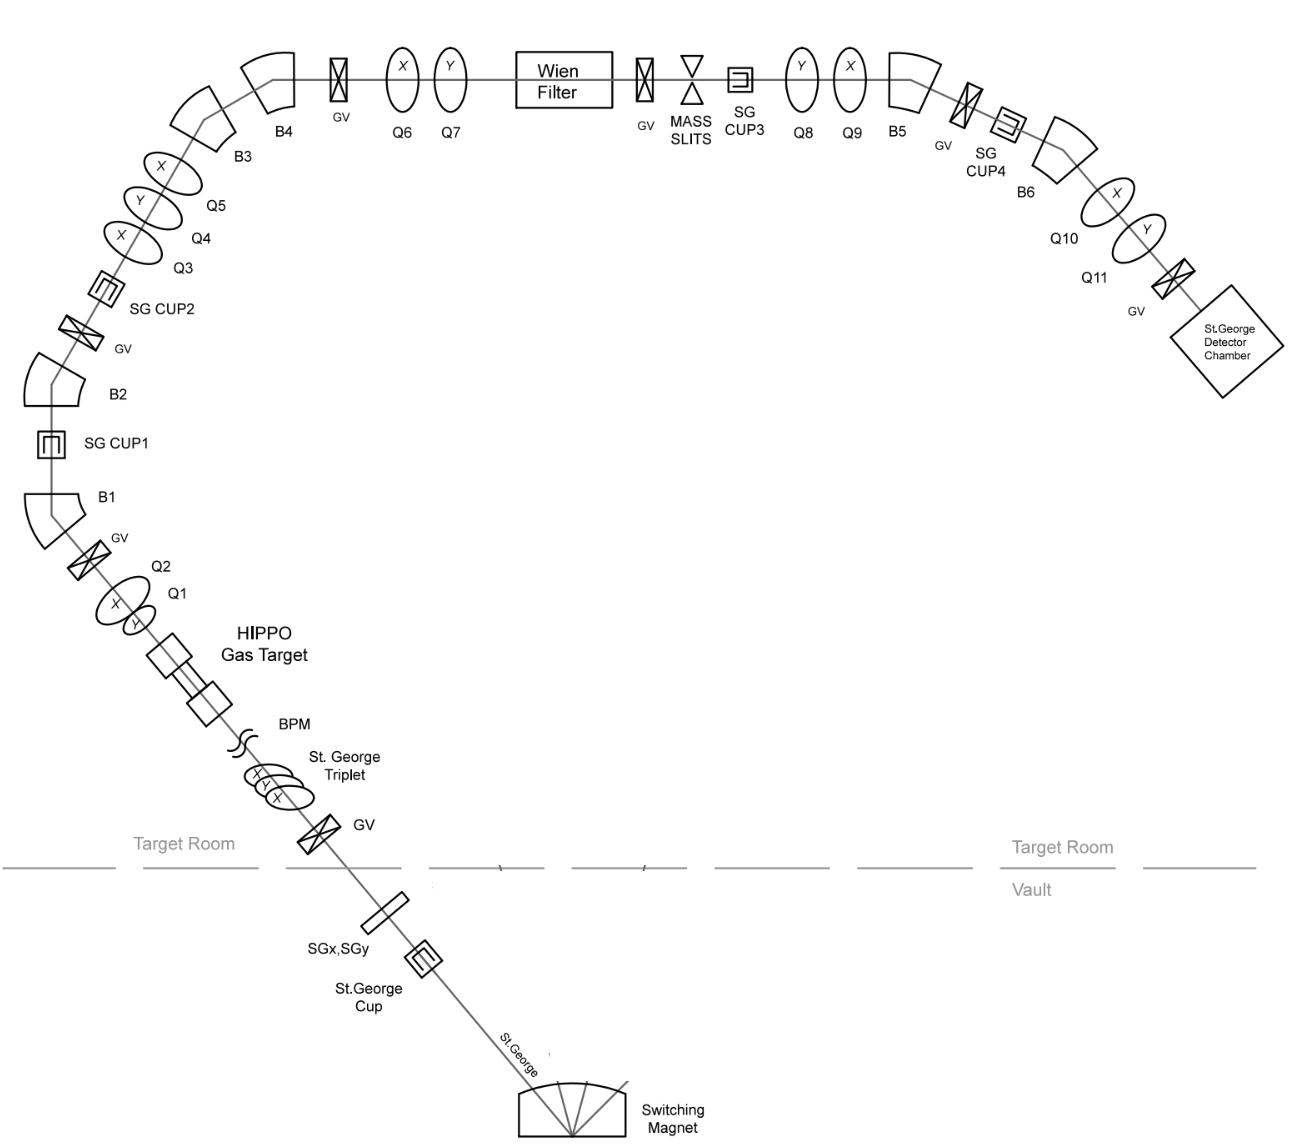 X
Y
Wien
Filter
Y
X
GV
GV
B4
Q6
Q7
MASS
SLITS
SG
CUP3
Q8
Q9
B5
GV
SG
CUP4
B3
B6
X
Q5
Y
Q4
X
Q3
X
Q10
Y
Q11
GV
SG CUP2
St.George
Detector
Chamber
GV
B2
SG CUP1
B1
GV
Q2
Q1
X
Y
HIPPO
Gas Target
BPM
St. George
Triplet
X
Y
X
GV
Target Room
Target Room
Vault
SGx,SGy
St.George
Cup
St.George
Switching
Magnet